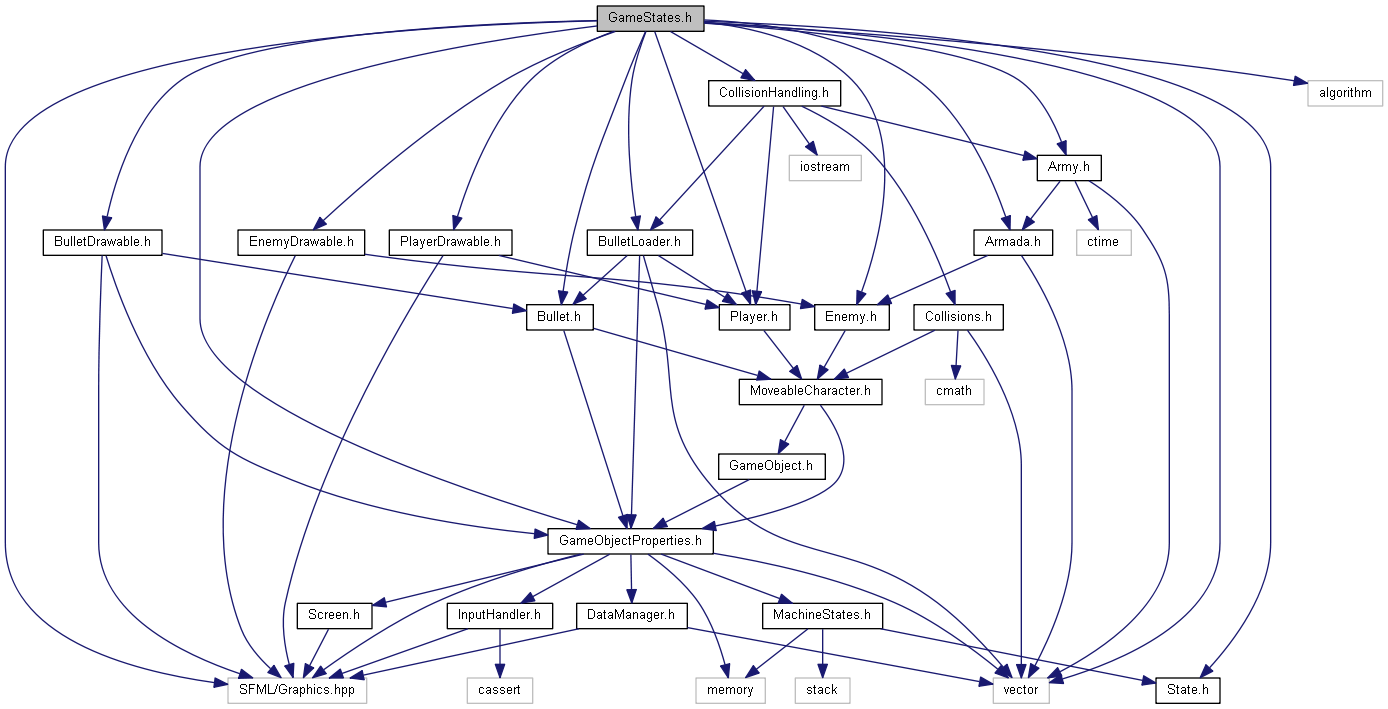 GameStates.h
CollisionHandling.h
algorithm
iostream
Army.h
BulletDrawable.h
EnemyDrawable.h
PlayerDrawable.h
BulletLoader.h
Armada.h
ctime
Bullet.h
Player.h
Enemy.h
Collisions.h
MoveableCharacter.h
cmath
GameObject.h
GameObjectProperties.h
Screen.h
InputHandler.h
DataManager.h
MachineStates.h
SFML/Graphics.hpp
cassert
memory
stack
vector
State.h